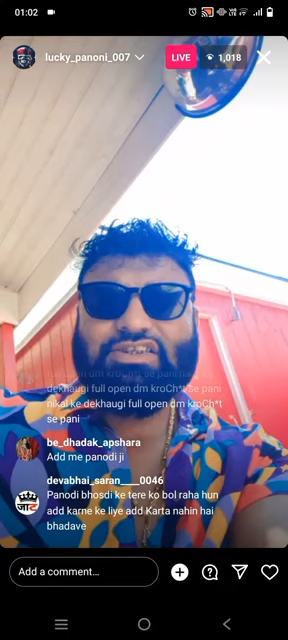 01:02
lucky_panoni_007
LIVE
1,018
dekhaugi full open dm kroCh*t se pani
nikal ke dekhaugi full open dm kroCh*t
se pani
be_dhadak_apshara
Add me panodi ji
devabhai_saran____0046
Panodi bhosdi ke tere ko bol raha hun
add karne ke liye add Karta nahin hai
bhadave
जाट
Add a comment…